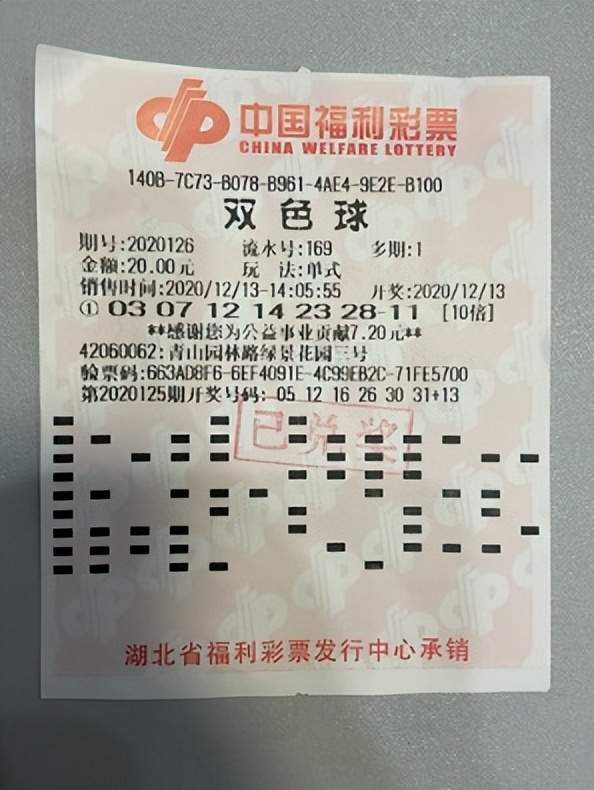 中国福利彩票
CHINA WELFARE LOTTERY
140B-7C73-B078-B961-4AE4-9E2E-B100
双色球
期号:2020126 流水号:169 多期:1
金额:20.00元 玩 法:单式
销售时间:2020/12/13-14:05:55 开奖:2020/12/13
① 03 07 12 14 23 28-11 [10倍]
**感谢您为公益事业贡献7.20元**
42060062:青山园林路绿景花园三号
验票码:663AD8F6-6EF4091E-4C99EB2C-71FE5700
第2020125期开奖号码: 05 12 16 26 30 31+13
已兑奖
湖北省福利彩票发行中心承销